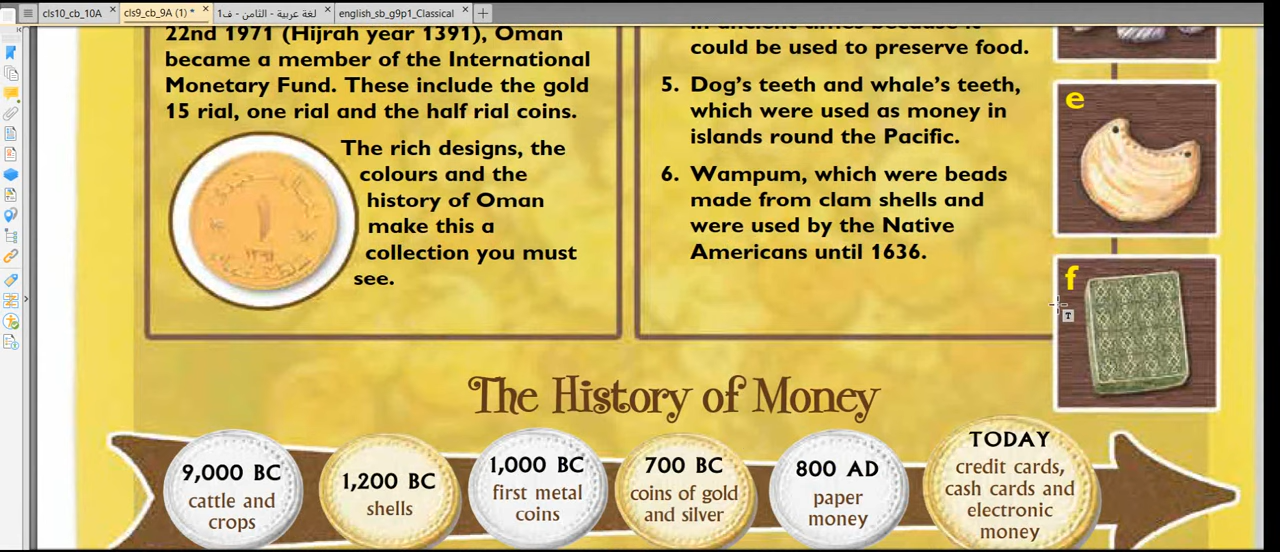 cls10_cb_10A
cls9_cb_9A (1) *
لغة عربية - الثامن - ف1
english_sb_g9p1_Classical
22nd 1971 (Hijrah year 1391), Oman
became a member of the International
Monetary Fund. These include the gold
15 rial, one rial and the half rial coins.
The rich designs, the
colours and the
history of Oman
make this a
collection you must
see.
could be used to preserve food.
5. Dog's teeth and whale's teeth,
which were used as money in
islands round the Pacific.
6. Wampum, which were beads
made from clam shells and
were used by the Native
Americans until 1636.
e
f
The History of Money
9,000 BC
cattle and
crops
1,200 BC
shells
1,000 BC
first metal
coins
700 BC
coins of gold
and silver
800 AD
paper
money
TODAY
credit cards,
cash cards and
electronic
money